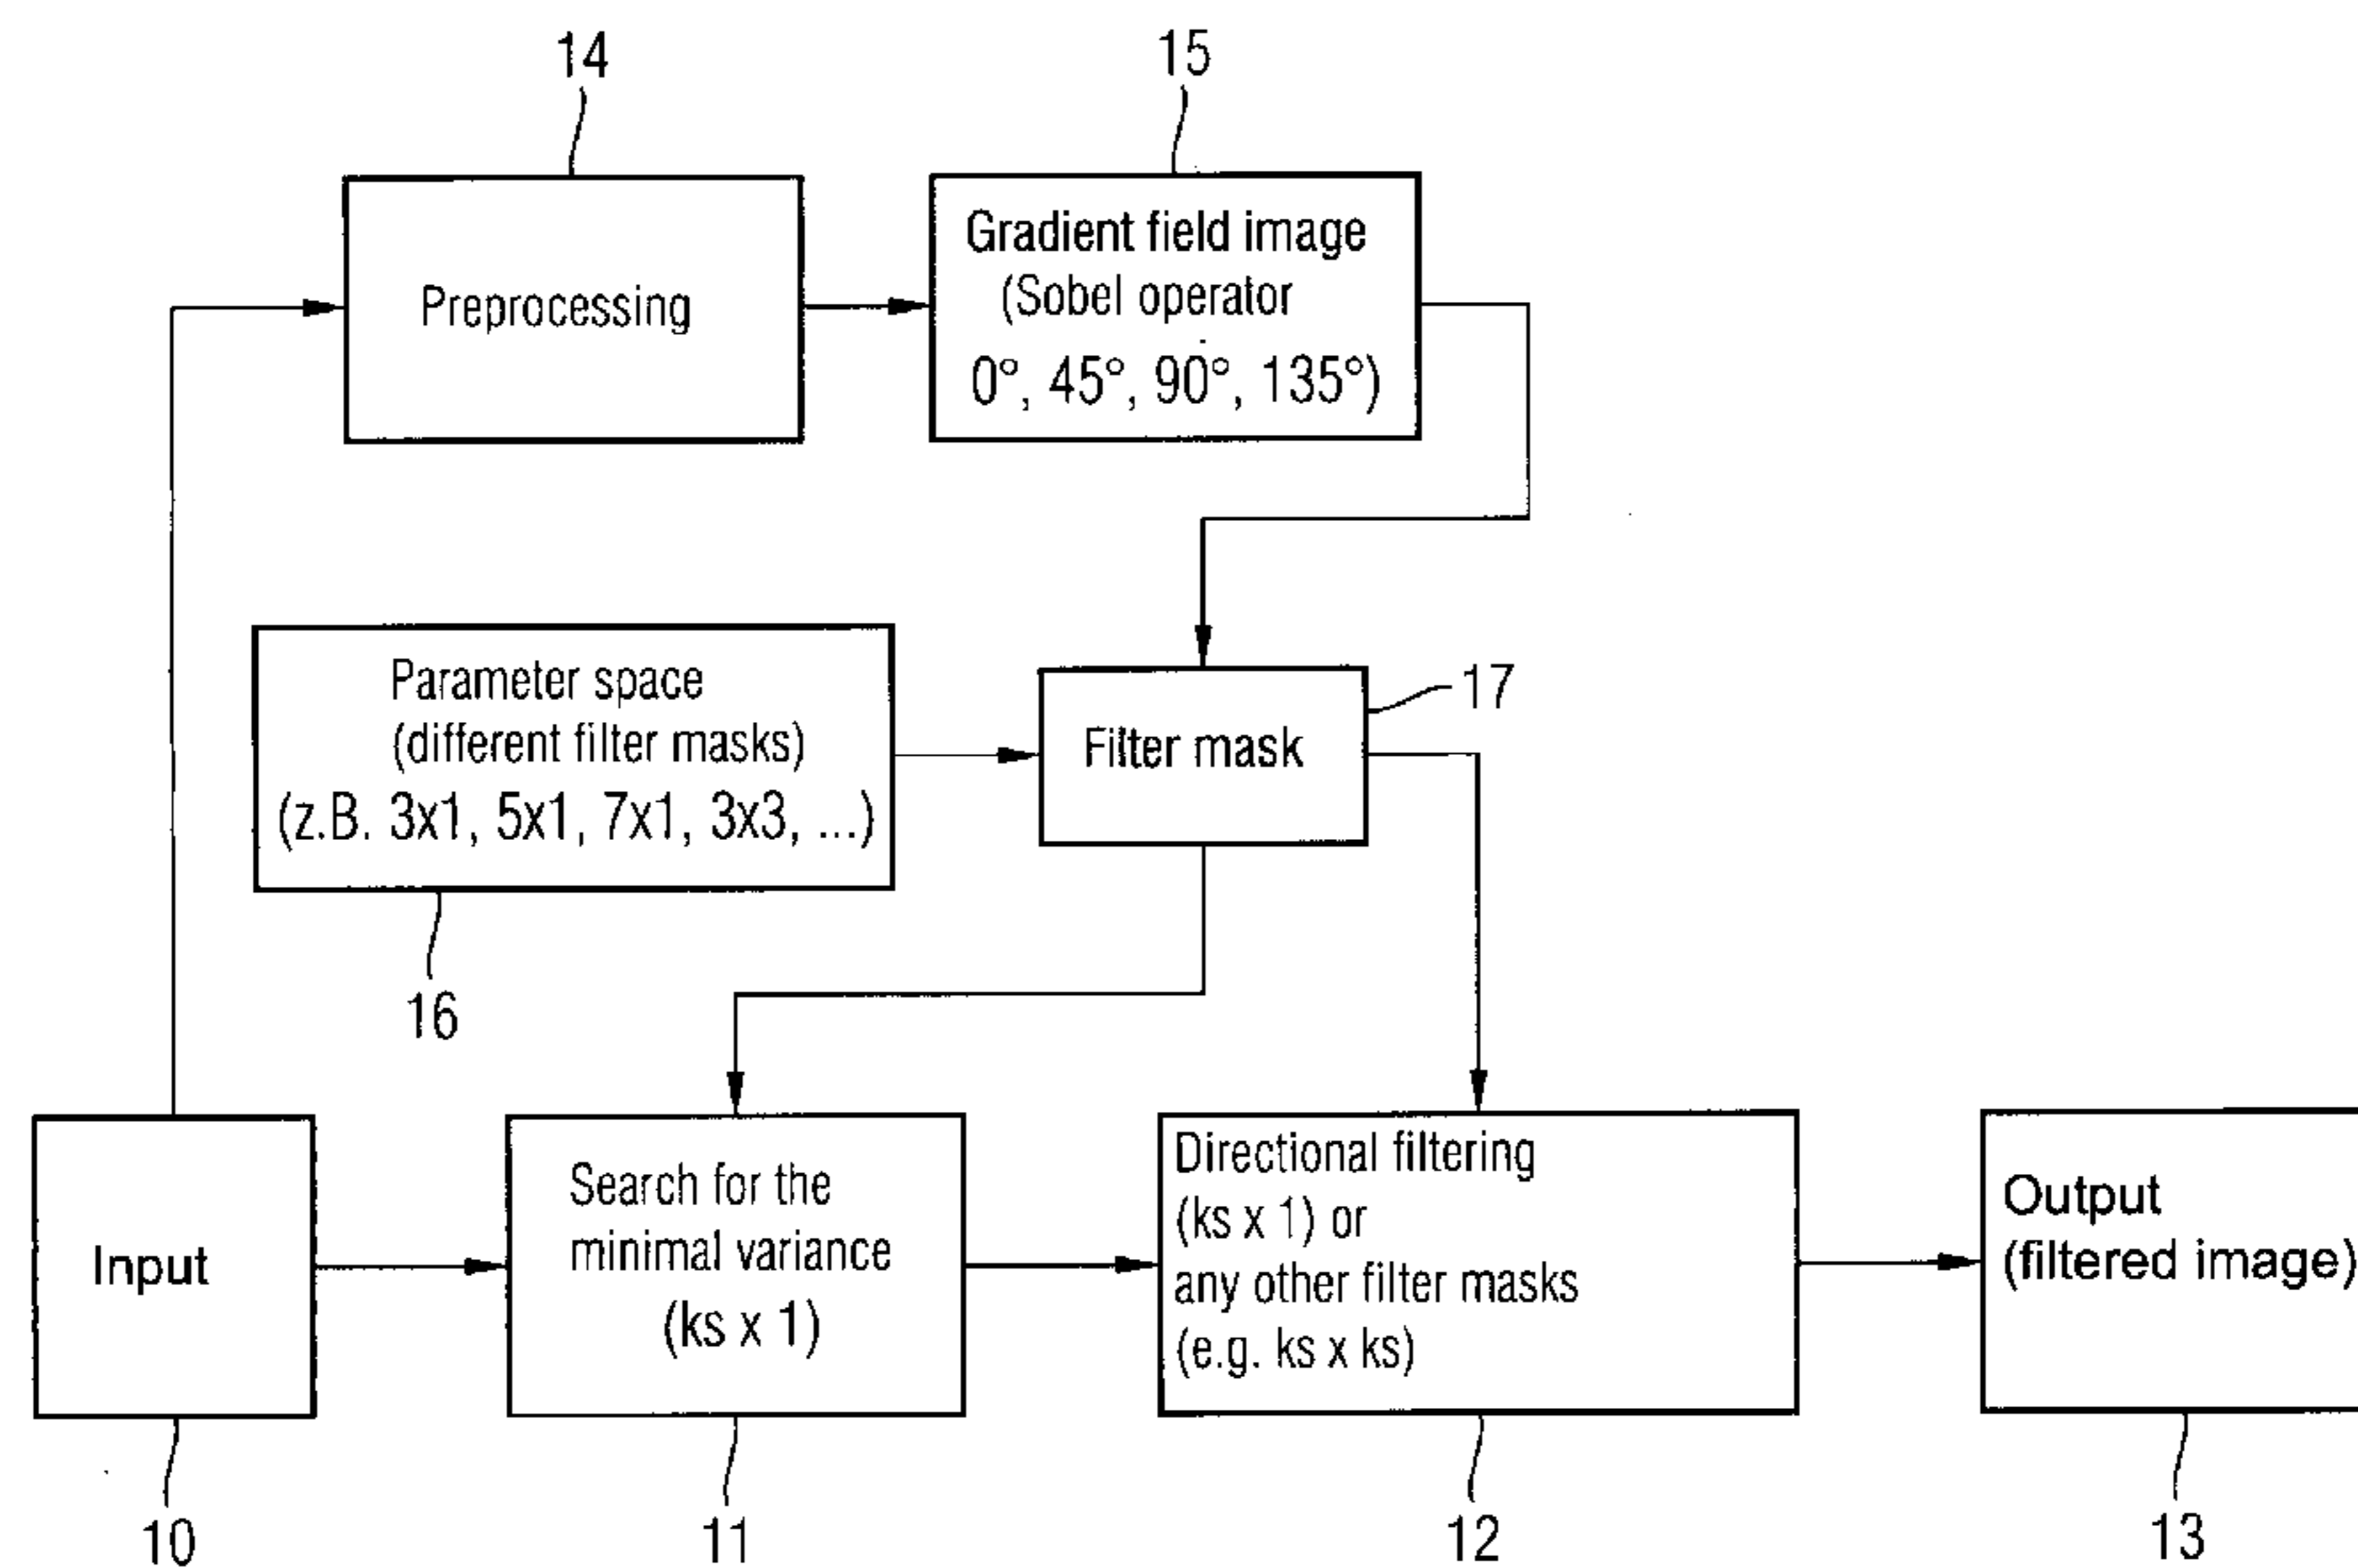 14
15
Preprocessing
Gradient field image
(Sobel operator
0°, 45°, 90°, 135°)
Parameter space
(different filter masks)
(z.B. 3x1, 5x1, 7x1, 3x3, ...)
Filter mask
17
16
Input
Search for the
minimal variance
(ks x 1)
Directional filtering
(ks x 1) or
any other filter masks
(e.g. ks x ks)
Output
(filtered image)
10
11
12
13